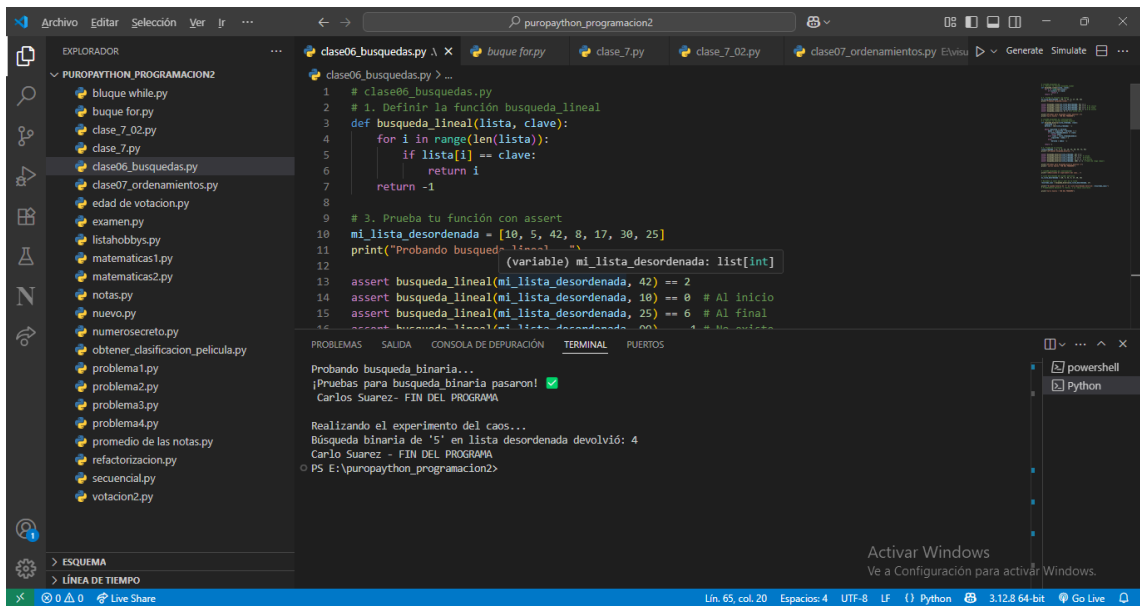 Archivo Editar Selección Ver Ir ···
puropaython_programacion2
EXPLORADOR ···
PUROPAYTHON_PROGRAMACION2
bluque while.py
buque for.py
clase_7_02.py
clase_7.py
clase06_busquedas.py
clase07_ordenamientos.py
edad de votacion.py
examen.py
listahobbys.py
matematicas1.py
matematicas2.py
notas.py
nuevo.py
numerosecreto.py
obtener_clasificacion_pelicula.py
problema1.py
problema2.py
problema3.py
problema4.py
promedio de las notas.py
refactorizacion.py
secuencial.py
votacion2.py
ESQUEMA
LÍNEA DE TIEMPO
clase06_busquedas.py .\ buque for.py clase_7.py clase_7_02.py clase07_ordenamientos.py E:\visu Generate Simulate ···
clase06_busquedas.py > ...
1 # clase06_busquedas.py
2 # 1. Definir la función busqueda_lineal
3 def busqueda_lineal(lista, clave):
4 for i in range(len(lista)):
5 if lista[i] == clave:
6 return i
7 return -1
8
9 # 3. Prueba tu función con assert
10 mi_lista_desordenada = [10, 5, 42, 8, 17, 30, 25]
11 print("Probando busqueda_lineal...")
(variable) mi_lista_desordenada: list[int]
12
13 assert busqueda_lineal(mi_lista_desordenada, 42) == 2
14 assert busqueda_lineal(mi_lista_desordenada, 10) == 0 # Al inicio
15 assert busqueda_lineal(mi_lista_desordenada, 25) == 6 # Al final
PROBLEMAS SALIDA CONSOLA DE DEPURACIÓN TERMINAL PUERTOS ···
Probando busqueda_binaria...
¡Pruebas para busqueda_binaria pasaron! ✅
Carlos Suarez- FIN DEL PROGRAMA
Realizando el experimento del caos...
Búsqueda binaria de '5' en lista desordenada devolvió: 4
Carlo Suarez - FIN DEL PROGRAMA
PS E:\puropaython_programacion2>
powershell
Python
Activar Windows
Ve a Configuración para activar Windows.
1
0 0 Live Share Lín. 65, col. 20 Espacios: 4 UTF-8 LF {} Python 3.12.8 64-bit Go Live